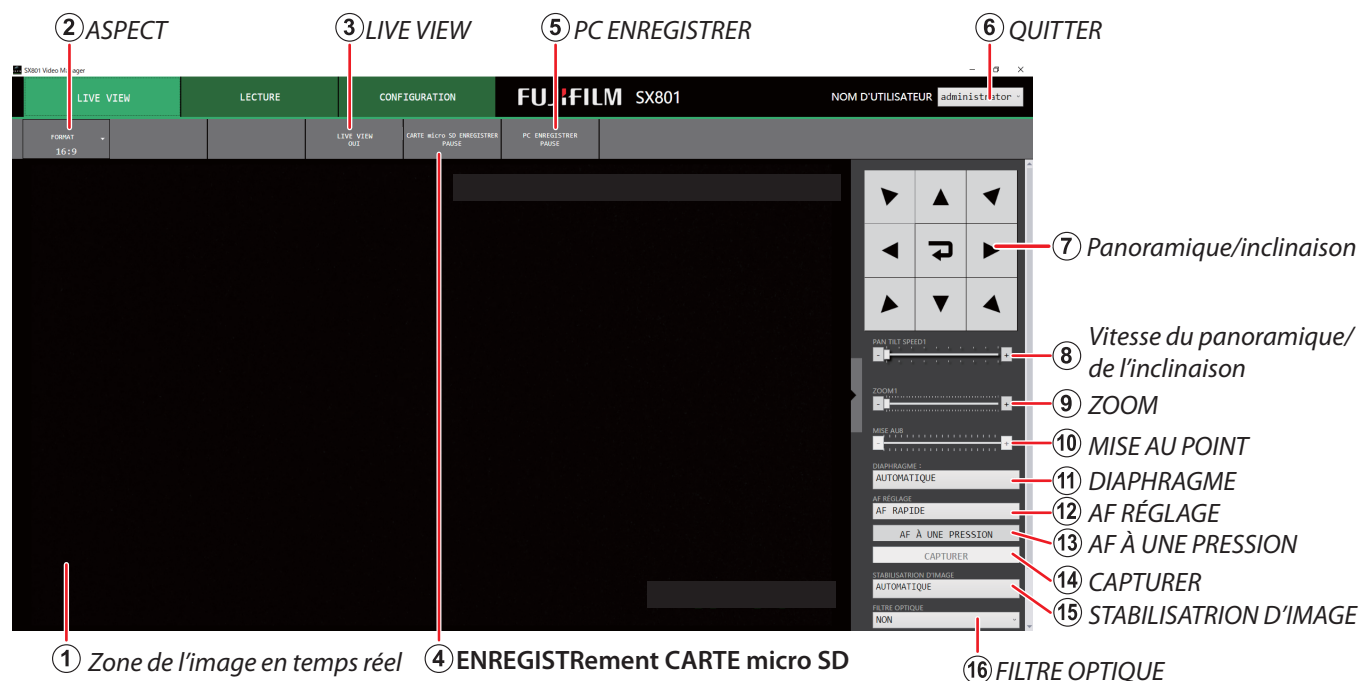 2 ASPECT
3 LIVE VIEW
5 PC ENREGISTRER
6 QUITTER
SX801 Video Manager
LIVE VIEW
LECTURE
CONFIGURATION
FUJIFILM SX801
NOM D'UTILISATEUR administrator
FORMAT
16:9
LIVE VIEW
OUI
CARTE micro SD ENREGISTRER
PAUSE
PC ENREGISTRER
PAUSE
7 Panoramique/inclinaison
PAN TILT SPEED1
8 Vitesse du panoramique/
de l'inclinaison
ZOOM1
9 ZOOM
MISE AU8
10 MISE AU POINT
DIAPHRAGME :
AUTOMATIQUE
11 DIAPHRAGME
AF RÉGLAGE
AF RAPIDE
12 AF RÉGLAGE
AF À UNE PRESSION
13 AF À UNE PRESSION
CAPTURER
14 CAPTURER
STABILISATRION D'IMAGE
AUTOMATIQUE
15 STABILISATRION D'IMAGE
FILTRE OPTIQUE
NON
1 Zone de l'image en temps réel
4 ENREGISTRement CARTE micro SD
16 FILTRE OPTIQUE